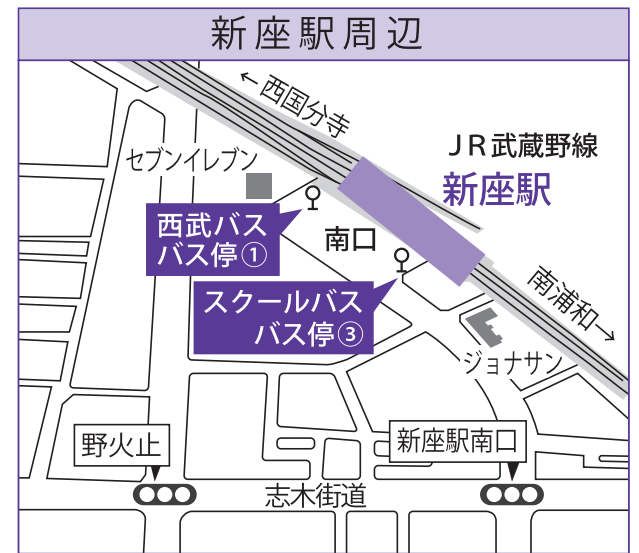 新座駅周辺
←西国分寺
JR武蔵野線
新座駅
セブンイレブン
西武バス
バス停①
南口
スクールバス
バス停③
南浦和→
ジョナサン
野火止
新座駅南口
志木街道